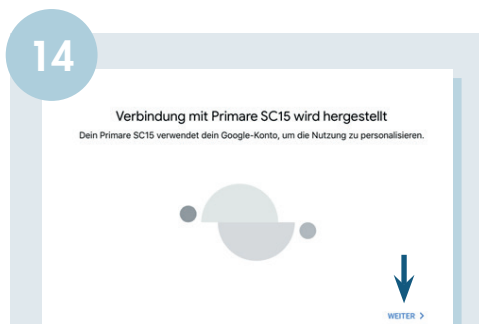 14
Verbindung mit Primare SC15 wird hergestellt
Dein Primare SC15 verwendet dein Google-Konto, um die Nutzung zu personalisieren.
WEITER >